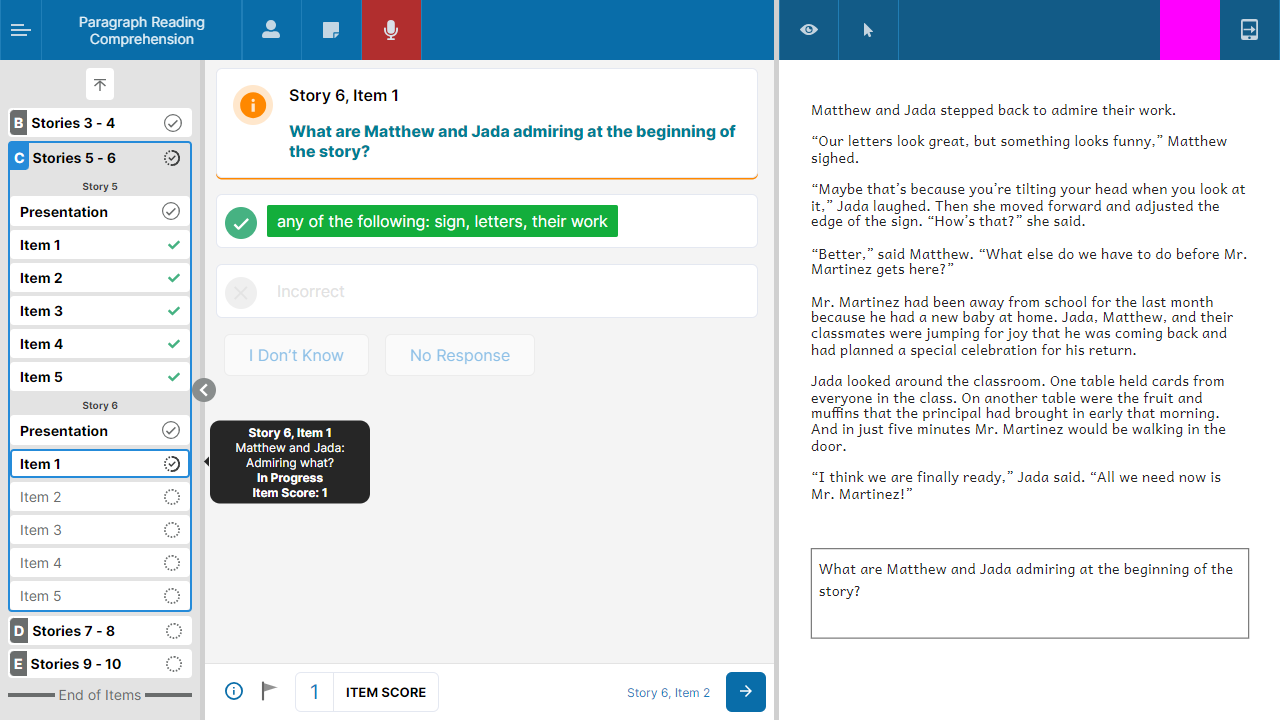 Paragraph Reading
Comprehension
B Stories 3 - 4
C Stories 5 - 6
Story 5
Presentation
Item 1
Item 2
Item 3
Item 4
Item 5
Story 6
Presentation
Item 1
Item 2
Item 3
Item 4
Item 5
D Stories 7 - 8
E Stories 9 - 10
End of Items
Story 6, Item 1
What are Matthew and Jada admiring at the beginning of
the story?
any of the following: sign, letters, their work
Incorrect
I Don’t Know
No Response
Story 6, Item 1
Matthew and Jada:
Admiring what?
In Progress
Item Score: 1
1 ITEM SCORE
Story 6, Item 2
Matthew and Jada stepped back to admire their work.
“Our letters look great, but something looks funny,” Matthew
sighed.
“Maybe that’s because you’re tilting your head when you look at
it,” Jada laughed. Then she moved forward and adjusted the
edge of the sign. “How’s that?” she said.
“Better,” said Matthew. “What else do we have to do before Mr.
Martinez gets here?”
Mr. Martinez had been away from school for the last month
because he had a new baby at home. Jada, Matthew, and their
classmates were jumping for joy that he was coming back and
had planned a special celebration for his return.
Jada looked around the classroom. One table held cards from
everyone in the class. On another table were the fruit and
muffins that the principal had brought in early that morning.
And in just five minutes Mr. Martinez would be walking in the
door.
“I think we are finally ready,” Jada said. “All we need now is
Mr. Martinez!”
What are Matthew and Jada admiring at the beginning of the
story?